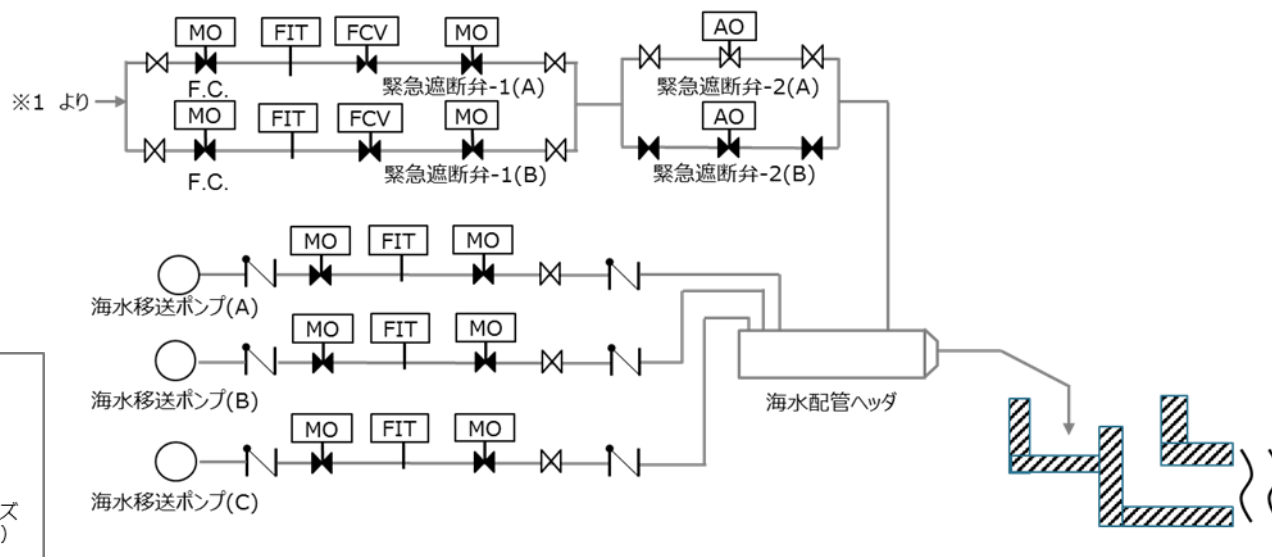 MO FIT FCV MO AO
F.C. 緊急遮断弁-1(A) 緊急遮断弁-2(A)
※1 より
MO FIT FCV MO AO
F.C. 緊急遮断弁-1(B) 緊急遮断弁-2(B)
MO FIT MO
海水移送ポンプ(A)
MO FIT MO
海水移送ポンプ(B)
海水配管ヘッダ
MO FIT MO
海水移送ポンプ(C)
ズ
)